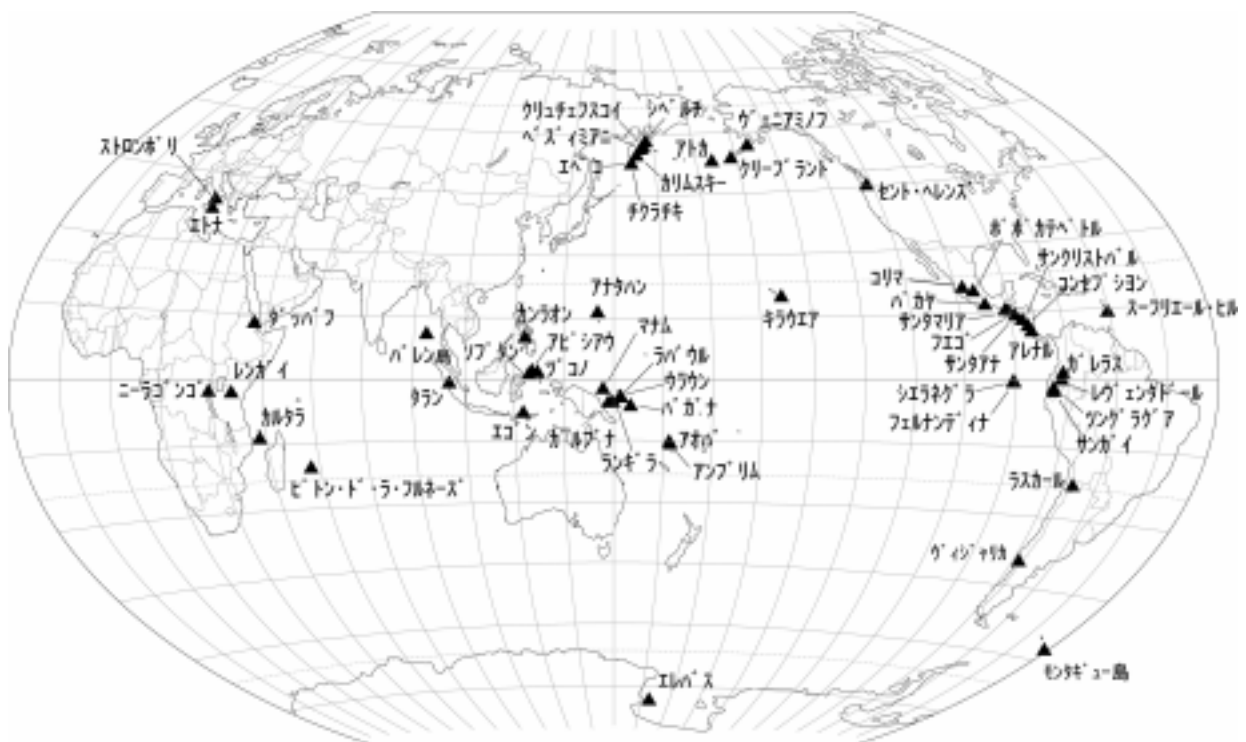 クリュチェフスコイ
シベルチ
ヴェニアミノフ
ベズィミアニ
アトカ
エベコ
クリーブランド
カリムスキー
チクラチキ
ストロンボリ
エトナ
セント・ヘレンズ
ポポカテペトル
サンクリストバル
コリマ
コンセプション
パカヤ
スーフリエール・ヒル
サンタマリア
フエゴ
アレナル
サンタアナ
アナタハン
キラウエア
ダッバフ
カンラオン
マナム
バレン島
ソプタン
アピシアウ
ラバウル
ガレラス
レンガイ
ヅコノ
ウラウン
シエラネグラ
レヴェンタドール
ニーラゴンゴ
タラン
バガナ
フェルナンディナ
ツングラグア
カルタラ
エゴン
ガルブナ
アオバ
サンガイ
ランギラ
アンブリム
ピトン・ド・ラ・フルネーズ
ラスカール
ヴィジャリカ
エレバス
モンタギュー島